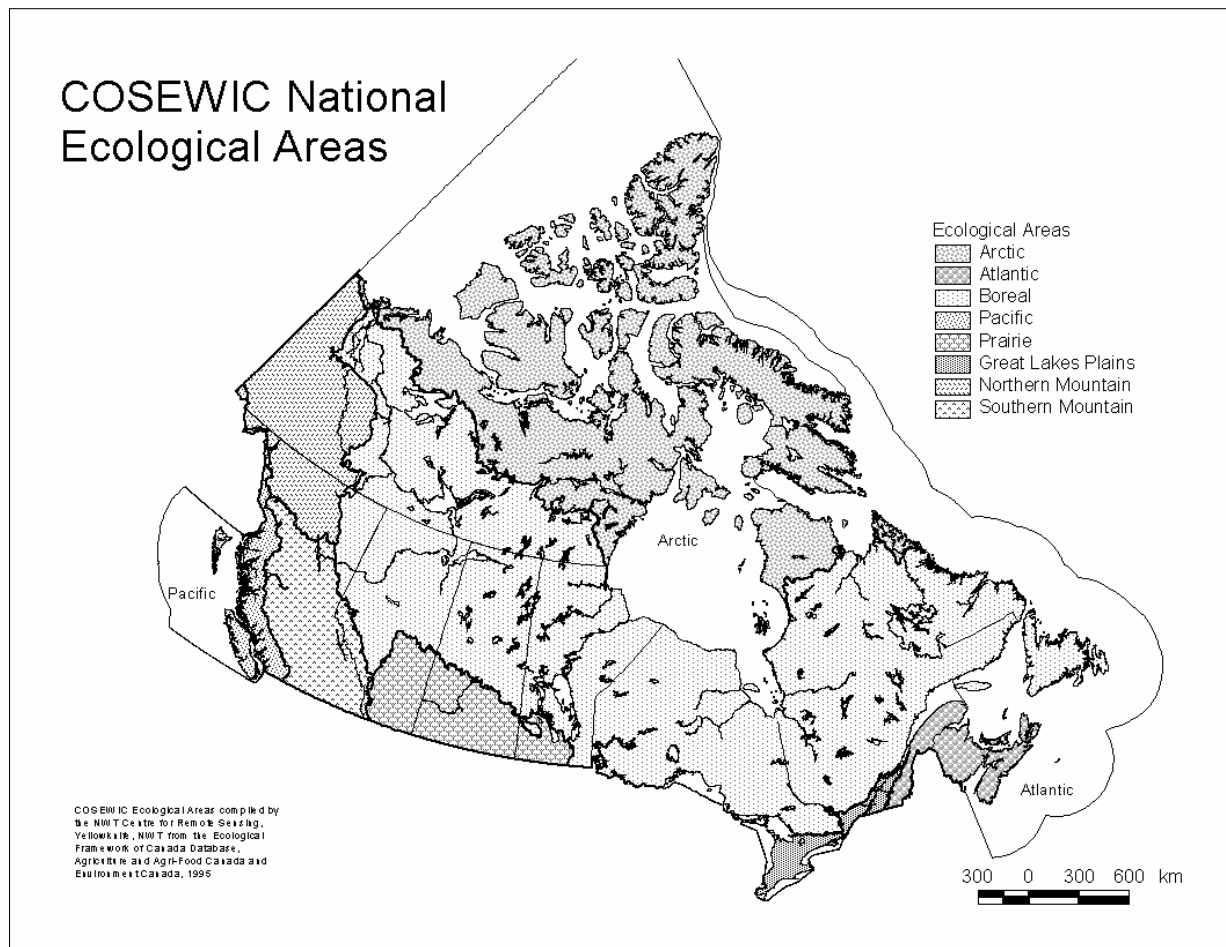 COSEWIC National
Ecological Areas
Ecological Areas
Arctic
Atlantic
Boreal
Pacific
Prairie
Great Lakes Plains
Northern Mountain
Southern Mountain
Arctic
Pacific
Atlantic
COSEWIC Ecological Areas compiled by
the NWT Centre for Remote Sensing,
Yellowknife, NWT from the Ecological
Framework of Canada Database,
Agriculture and Agri-Food Canada and
Environment Canada, 1995
300 0 300 600 km